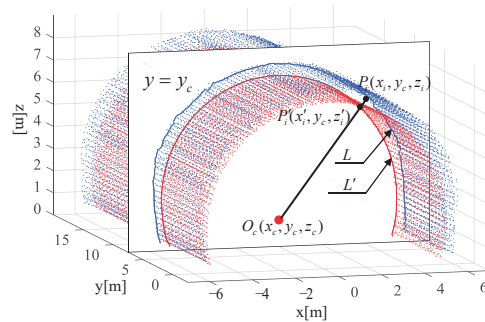 8
7
6
5
4
3
2
1
0
z[m]
y = y_c
P_i(x_i, y_c, z_i)
P_i'(x_i', y_c, z_i')
L
L'
O_c(x_c, y_c, z_c)
15
10
5
0
y[m]
−6 −4 −2 0 2 4 6
x[m]